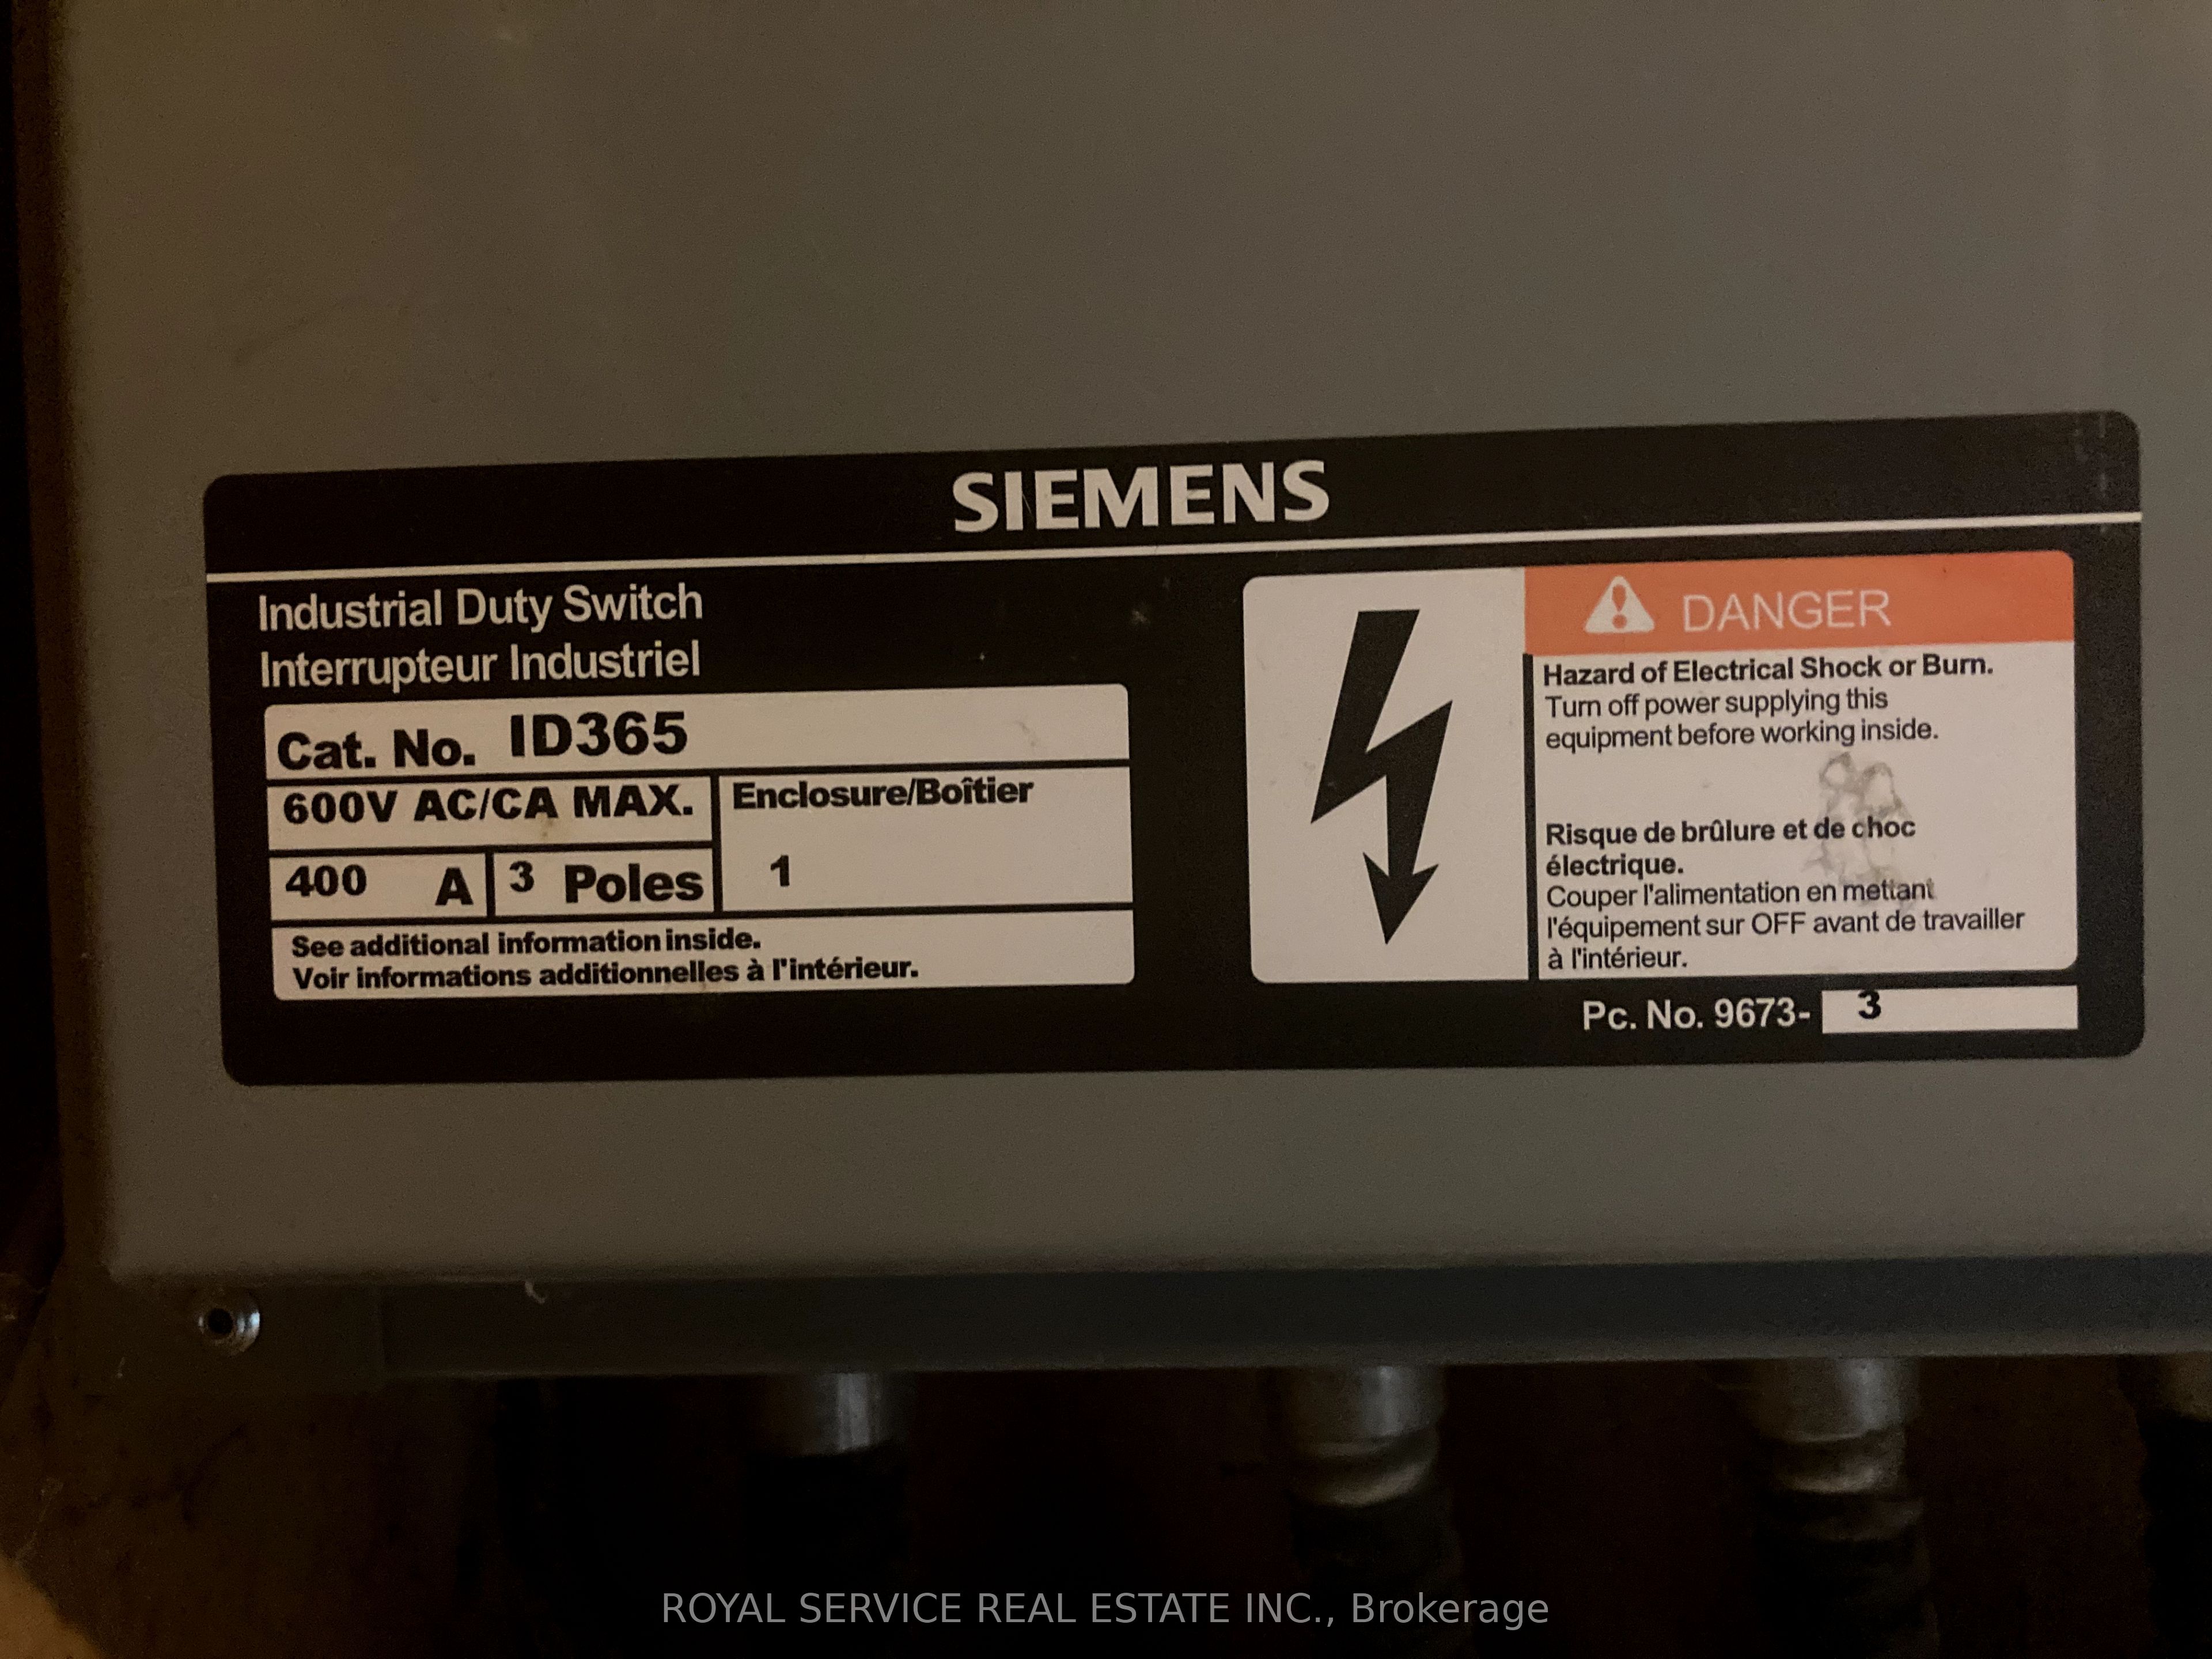 SIEMENS
Industrial Duty Switch
Interrupteur Industriel
Cat. No. ID365
600V AC/CA MAX.
Enclosure/Boîtier
400 A
3 Poles
1
See additional information inside.
Voir informations additionnelles à l'intérieur.
DANGER
Hazard of Electrical Shock or Burn.
Turn off power supplying this
equipment before working inside.
Risque de brûlure et de choc
électrique.
Couper l'alimentation en mettant
l'équipement sur OFF avant de travailler
à l'intérieur.
Pc. No. 9673- 3
ROYAL SERVICE REAL ESTATE INC., Brokerage